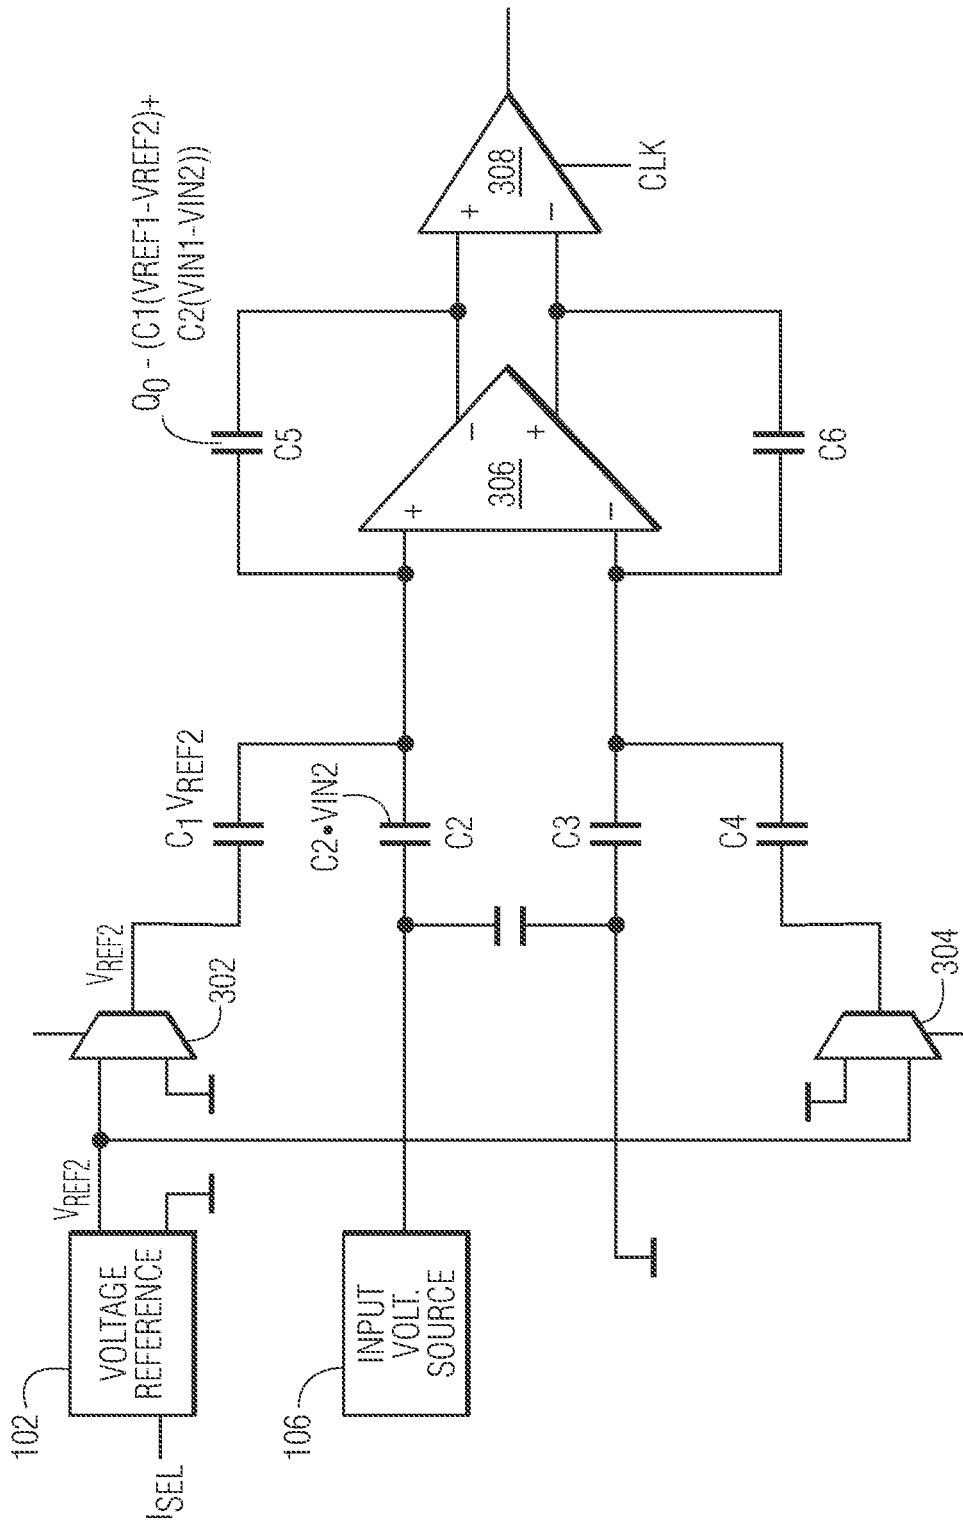 Q0 - (C1(VREF1-VREF2)+
C2(VIN1-VIN2))
C5
+
-
308
CLK
+
-
306
-
+
C6
C1 VREF2
C2•VIN2
C2
C3
C4
VREF2
302
304
VREF2
102
VOLTAGE
REFERENCE
ISEL
106
INPUT
VOLT.
SOURCE